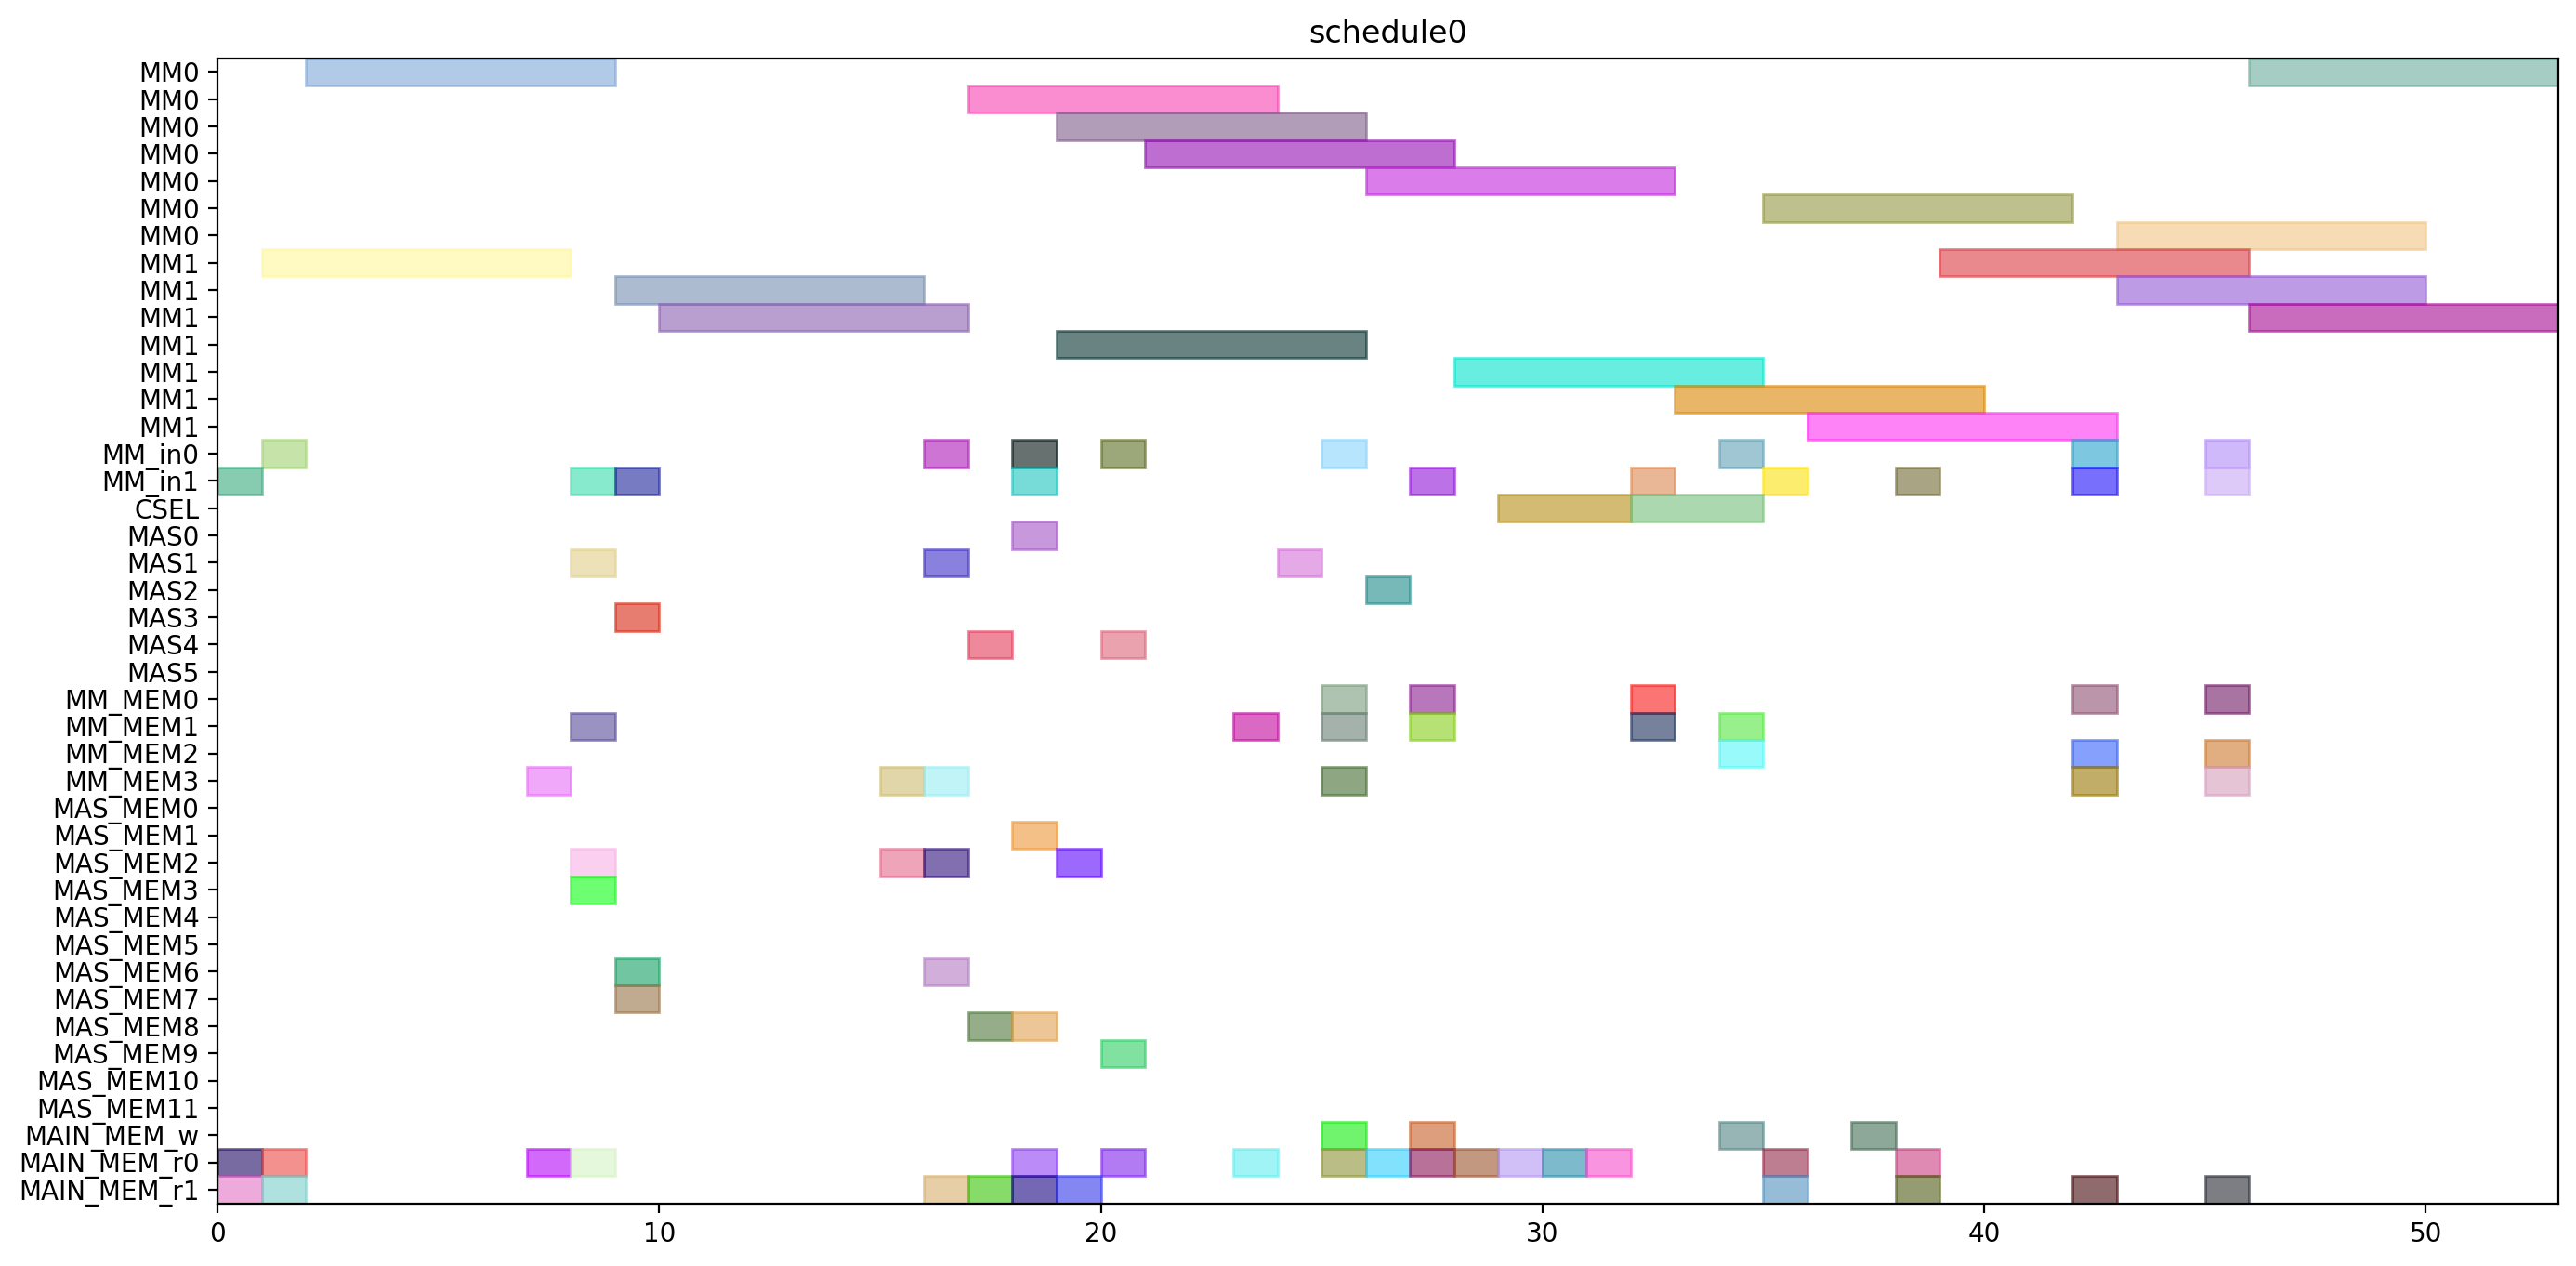 schedule0
MM0
MM0
MM0
MM0
MM0
MM0
MM0
MM1
MM1
MM1
MM1
MM1
MM1
MM1
MM_in0
MM_in1
CSEL
MAS0
MAS1
MAS2
MAS3
MAS4
MAS5
MM_MEM0
MM_MEM1
MM_MEM2
MM_MEM3
MAS_MEM0
MAS_MEM1
MAS_MEM2
MAS_MEM3
MAS_MEM4
MAS_MEM5
MAS_MEM6
MAS_MEM7
MAS_MEM8
MAS_MEM9
MAS_MEM10
MAS_MEM11
MAIN_MEM_w
MAIN_MEM_r0
MAIN_MEM_r1
0 10 20 30 40 50